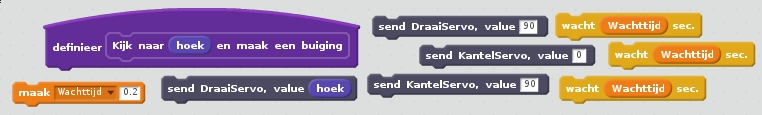 definieer Kijk naar hoek en maak een buiging
send DraaiServo, value 90
wacht Wachttijd sec.
send KantelServo, value 0
wacht Wachttijd sec.
maak Wachttijd 0.2
send DraaiServo, value hoek
send KantelServo, value 90
wacht Wachttijd sec.